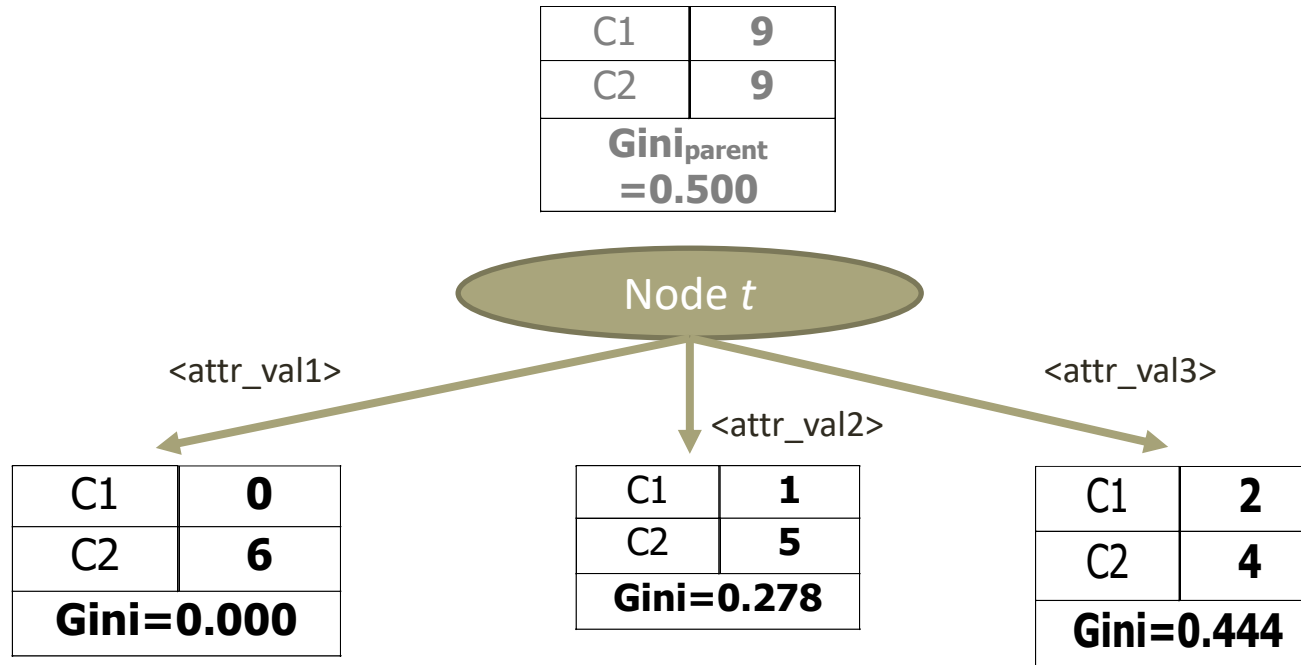 C1 9
C2 9
Giniparent
=0.500
Node t
<attr_val1>
<attr_val3>
<attr_val2>
C1 0
C2 6
Gini=0.000
C1 1
C2 5
Gini=0.278
C1 2
C2 4
Gini=0.444